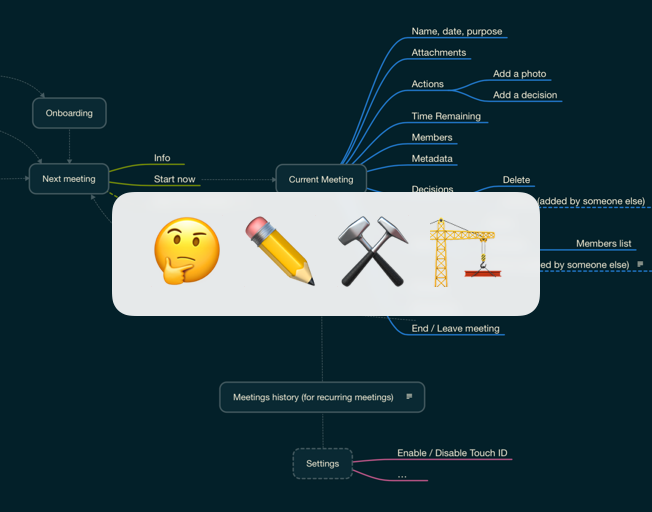 Name, date, purpose
Attachments
Actions
Add a photo
Add a decision
Onboarding
Time Remaining
Members
Metadata
Next meeting
Info
Start now
Current Meeting
Decisions
Delete
(added by someone else)
Members list
ed by someone else)
End / Leave meeting
Meetings history (for recurring meetings)
Settings
Enable / Disable Touch ID
...